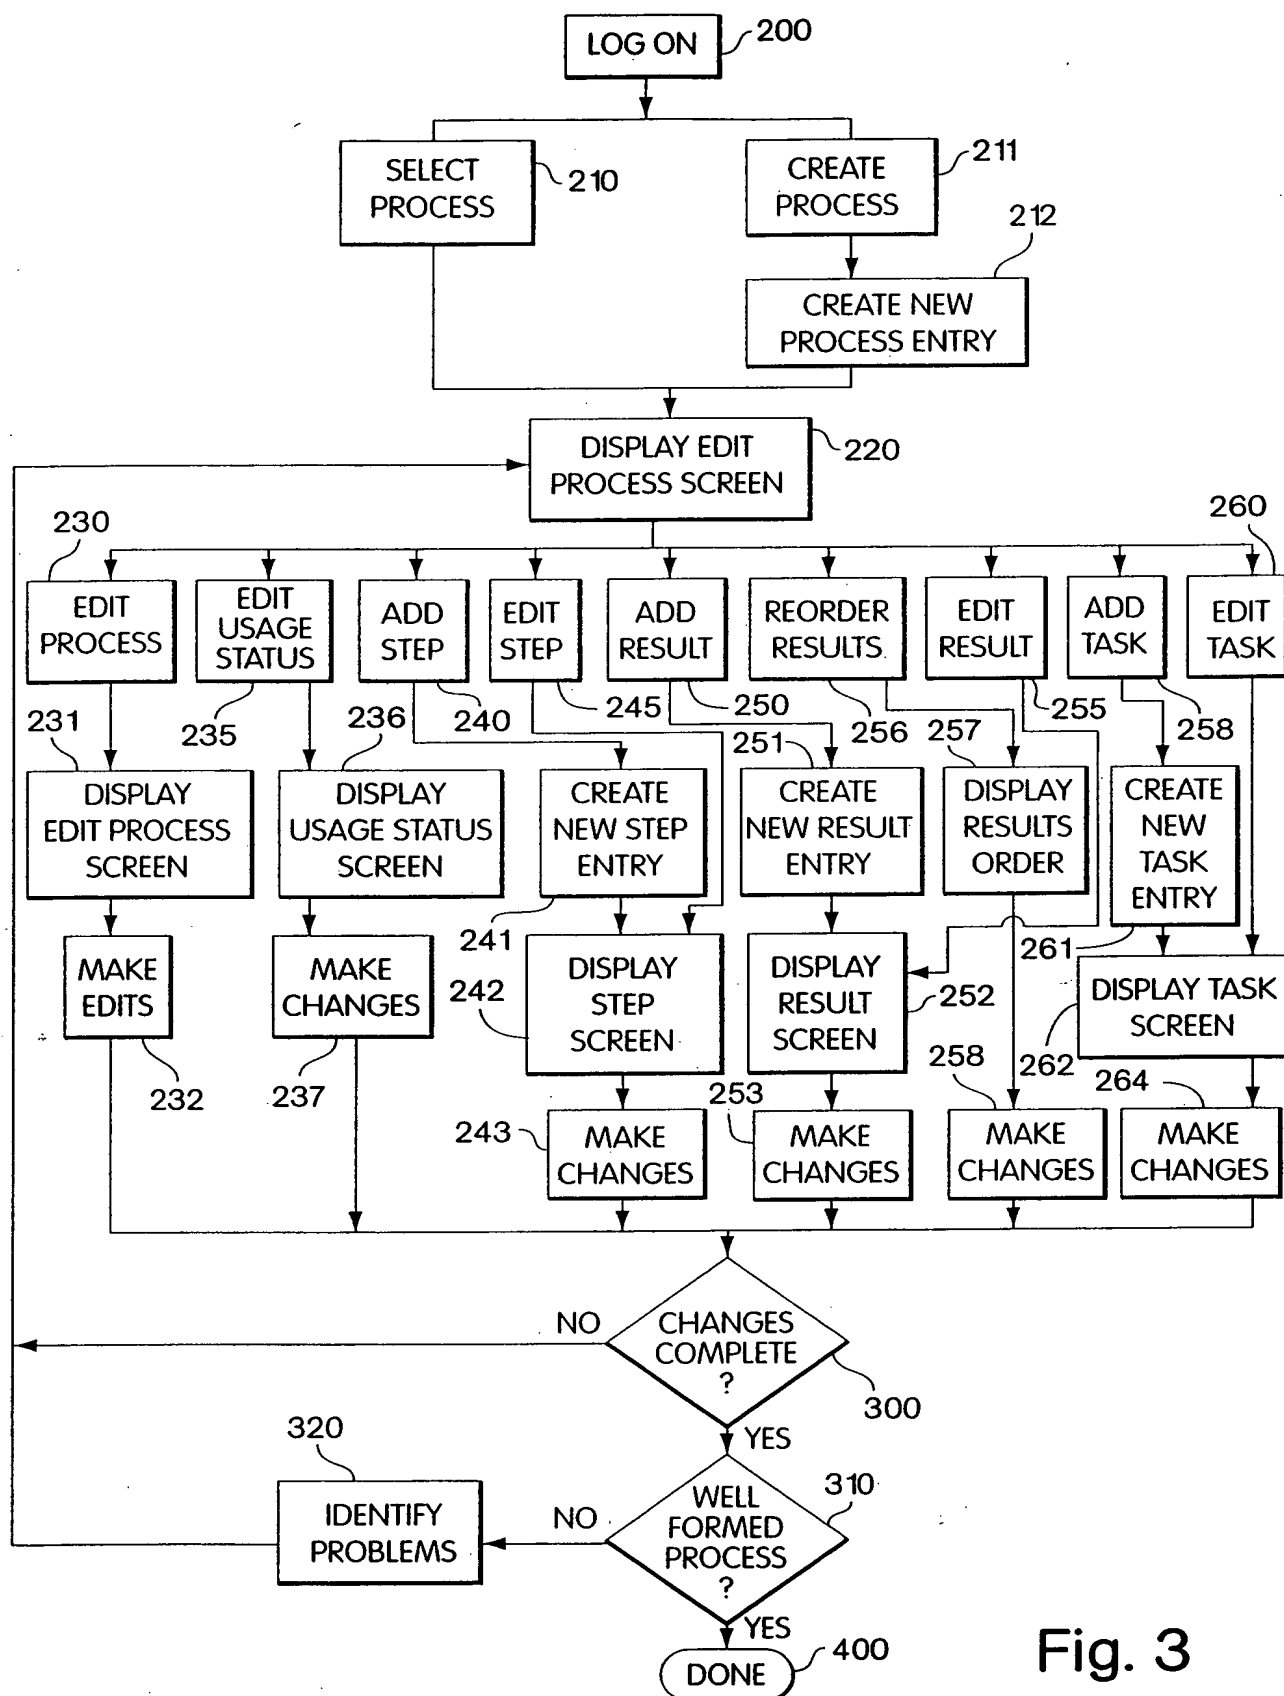 LOG ON
200
SELECT
PROCESS
210
CREATE
PROCESS
211
212
CREATE NEW
PROCESS ENTRY
DISPLAY EDIT
PROCESS SCREEN
220
230
260
EDIT
PROCESS
EDIT
USAGE
STATUS
ADD
STEP
EDIT
STEP
ADD
RESULT
REORDER
RESULTS
EDIT
RESULT
ADD
TASK
EDIT
TASK
231
235
236
240
245
250
251
256
257
255
258
DISPLAY
EDIT PROCESS
SCREEN
DISPLAY
USAGE STATUS
SCREEN
CREATE
NEW STEP
ENTRY
CREATE
NEW RESULT
ENTRY
DISPLAY
RESULTS
ORDER
CREATE
NEW
TASK
ENTRY
241
261
MAKE
EDITS
MAKE
CHANGES
242
DISPLAY
STEP
SCREEN
DISPLAY
RESULT
SCREEN
252
DISPLAY TASK
SCREEN
232
237
258
262
264
243
MAKE
CHANGES
253
MAKE
CHANGES
MAKE
CHANGES
MAKE
CHANGES
NO
CHANGES
COMPLETE
?
300
YES
320
IDENTIFY
PROBLEMS
NO
WELL
FORMED
PROCESS
?
310
YES
DONE
400
Fig. 3